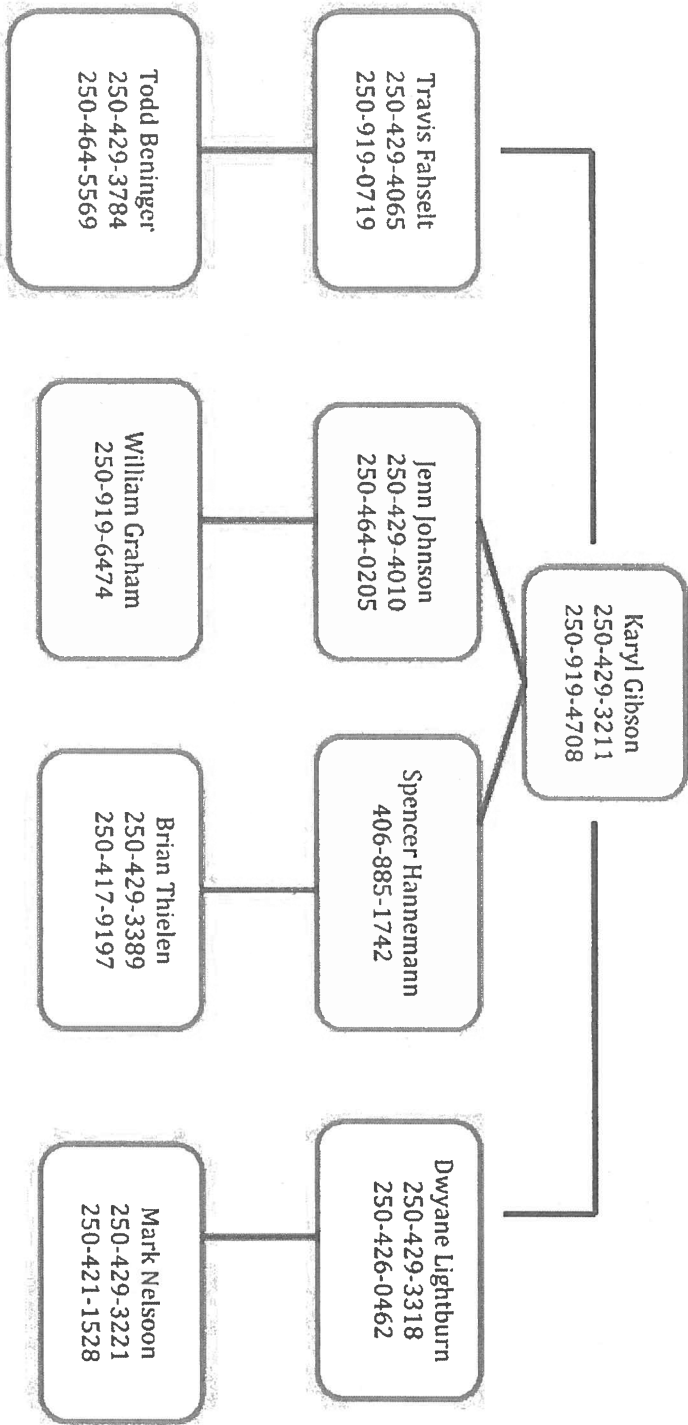 Karyl Gibson
250-429-3211
250-919-4708
Travis Fahselt
250-429-4065
250-919-0719
Jenn Johnson
250-429-4010
250-464-0205
Spencer Hannemann
406-885-1742
Dwyane Lightburn
250-429-3318
250-426-0462
Todd Beninger
250-429-3784
250-464-5569
William Graham
250-919-6474
Brian Thielen
250-429-3389
250-417-9197
Mark Nelsoon
250-429-3221
250-421-1528